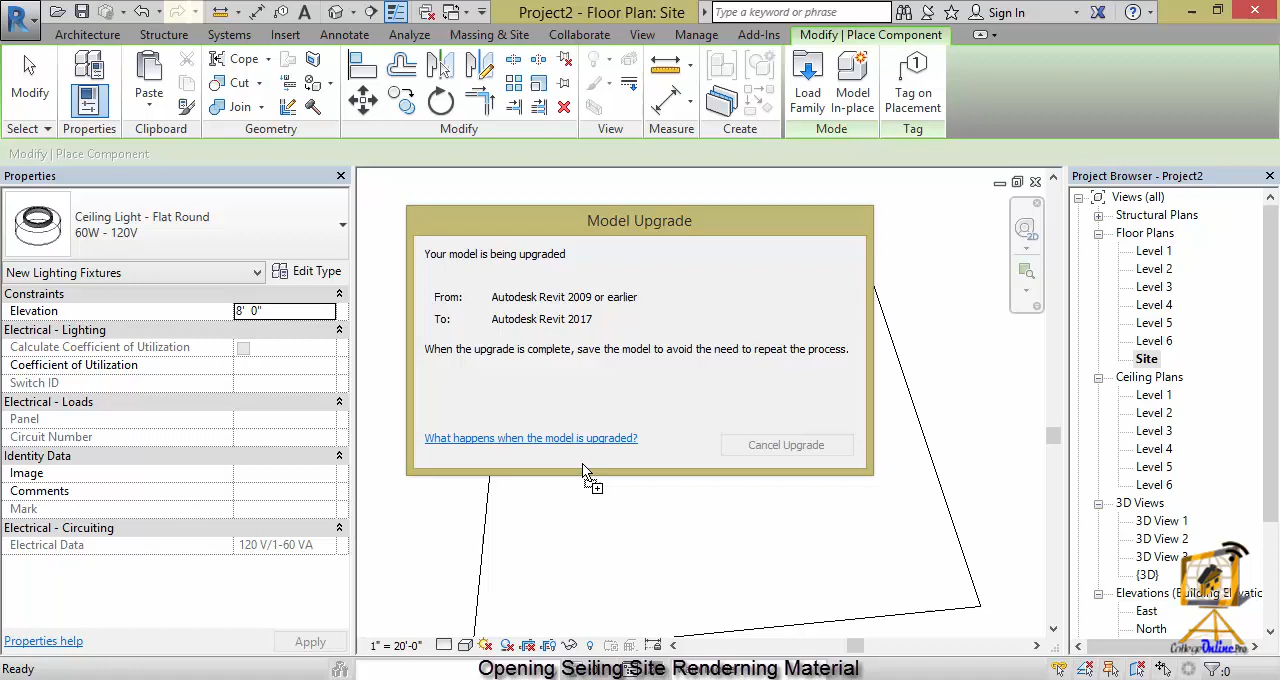 Project2 - Floor Plan: Site
Type a keyword or phrase
Sign In
Architecture Structure Systems Insert Annotate Analyze Massing & Site Collaborate View Manage Add-Ins Modify | Place Component
Modify
Paste
Cope
Cut
Join
Load Family
Model In-place
Tag on Placement
Select Properties Clipboard Geometry Modify View Measure Create Mode Tag
Modify | Place Component
Properties
Ceiling Light - Flat Round
60W - 120V
New Lighting Fixtures Edit Type
Constraints
Elevation 8' 0"
Electrical - Lighting
Calculate Coefficient of Utilization
Coefficient of Utilization
Switch ID
Electrical - Loads
Panel
Circuit Number
Identity Data
Image
Comments
Mark
Electrical - Circuiting
Electrical Data 120 V/1-60 VA
Properties help Apply
Ready
Model Upgrade
Your model is being upgraded
From: Autodesk Revit 2009 or earlier
To: Autodesk Revit 2017
When the upgrade is complete, save the model to avoid the need to repeat the process.
What happens when the model is upgraded?
Cancel Upgrade
2D
1" = 20'-0"
Project Browser - Project2
Views (all)
Structural Plans
Floor Plans
Level 1
Level 2
Level 3
Level 4
Level 5
Level 6
Site
Ceiling Plans
Level 1
Level 2
Level 3
Level 4
Level 5
Level 6
3D Views
3D View 1
3D View 2
3D View
{3D}
Elevations (Building Elevatic
East
North
CollegeOnline.Pro
:0
Opening Seiling Site Rendernig Material